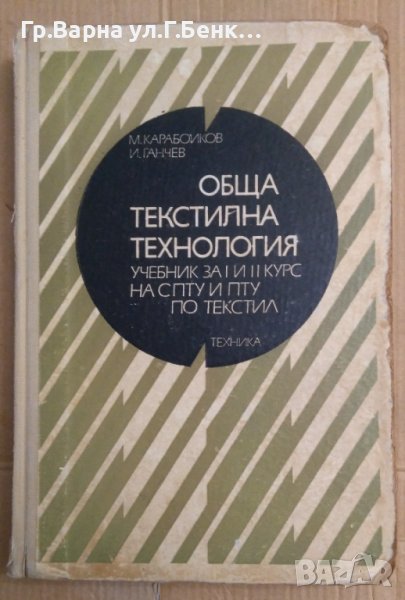 Гр.Варна ул.Г.Бенк...
М. КАРАБОЙКОВ
И. ГАНЧЕВ
ОБЩА
ТЕКСТИЛНА
ТЕХНОЛОГИЯ
УЧЕБНИК ЗА I И II КУРС
НА СПТУ И ПТУ
ПО ТЕКСТИЛ
ТЕХНИКА
BAZAR